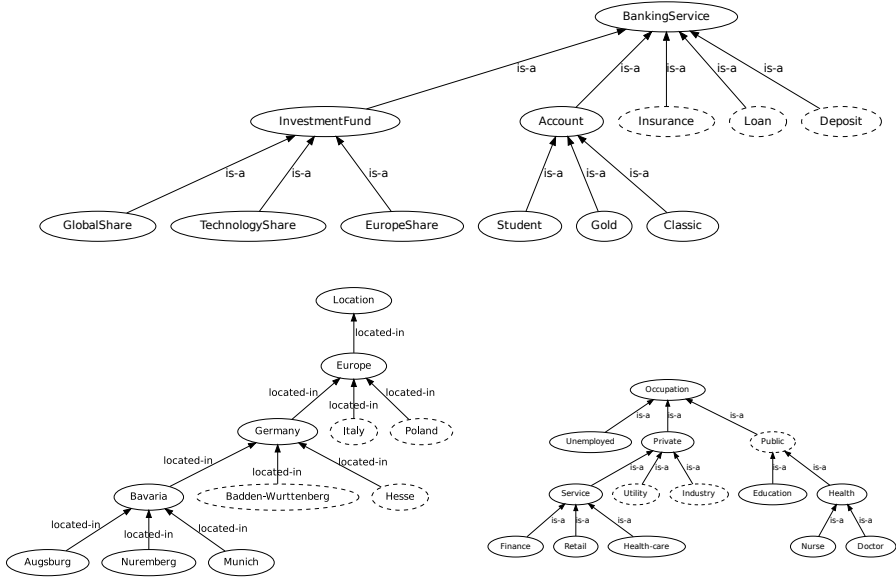 BankingService
is-a is-a is-a is-a is-a
InvestmentFund Account Insurance Loan Deposit
is-a is-a is-a is-a is-a is-a
GlobalShare TechnologyShare EuropeShare Student Gold Classic
Location
located-in
Europe
located-in located-in located-in
Germany Italy Poland
located-in located-in located-in
Bavaria Badden-Wurttenberg Hesse
located-in located-in located-in
Augsburg Nuremberg Munich
Occupation
is-a is-a is-a
Unemployed Private Public
is-a is-a is-a is-a is-a
Service Utility Industry Education Health
is-a is-a is-a is-a is-a
Finance Retail Health-care Nurse Doctor